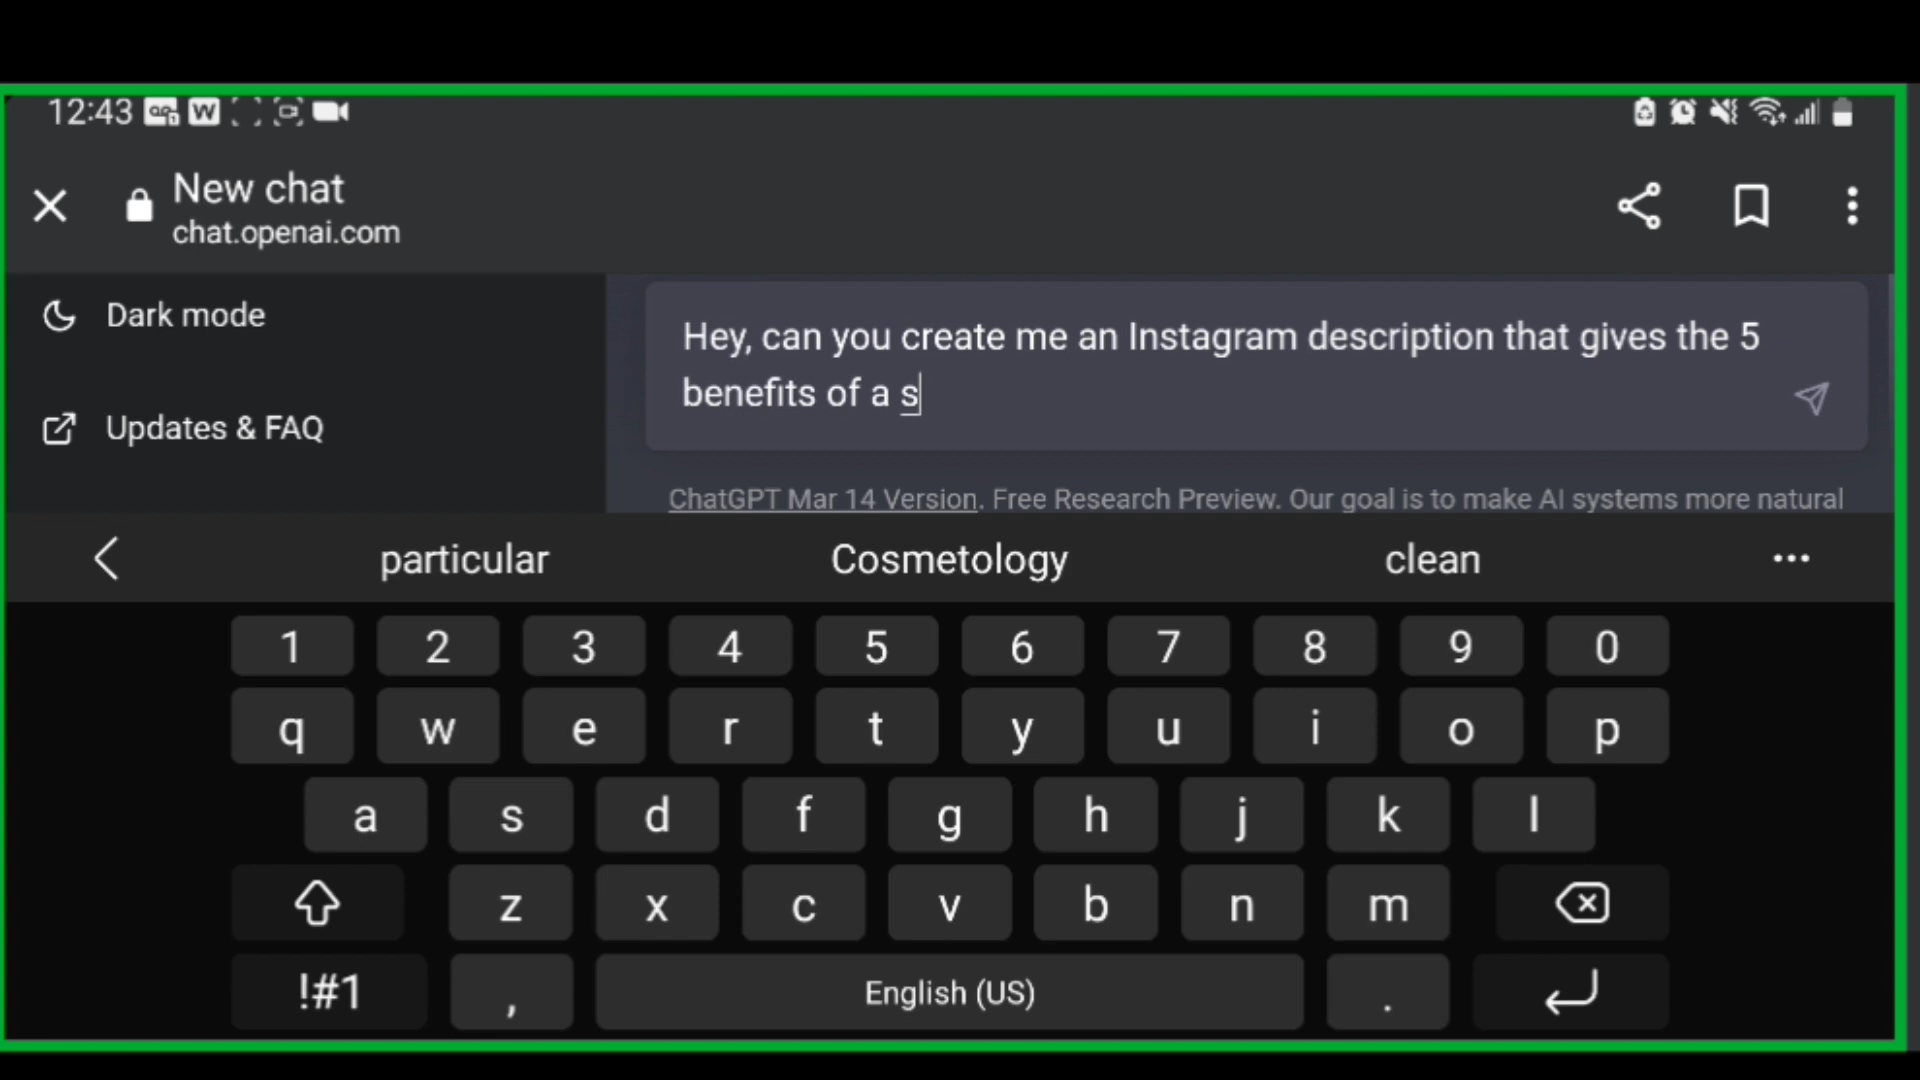 12:43
New chat
chat.openai.com
Dark mode
Updates & FAQ
Hey, can you create me an Instagram description that gives the 5
benefits of a s
ChatGPT Mar 14 Version. Free Research Preview. Our goal is to make AI systems more natural
particular Cosmetology clean
1 2 3 4 5 6 7 8 9 0
q w e r t y u i o p
a s d f g h j k l
z x c v b n m
!#1 , English (US) .